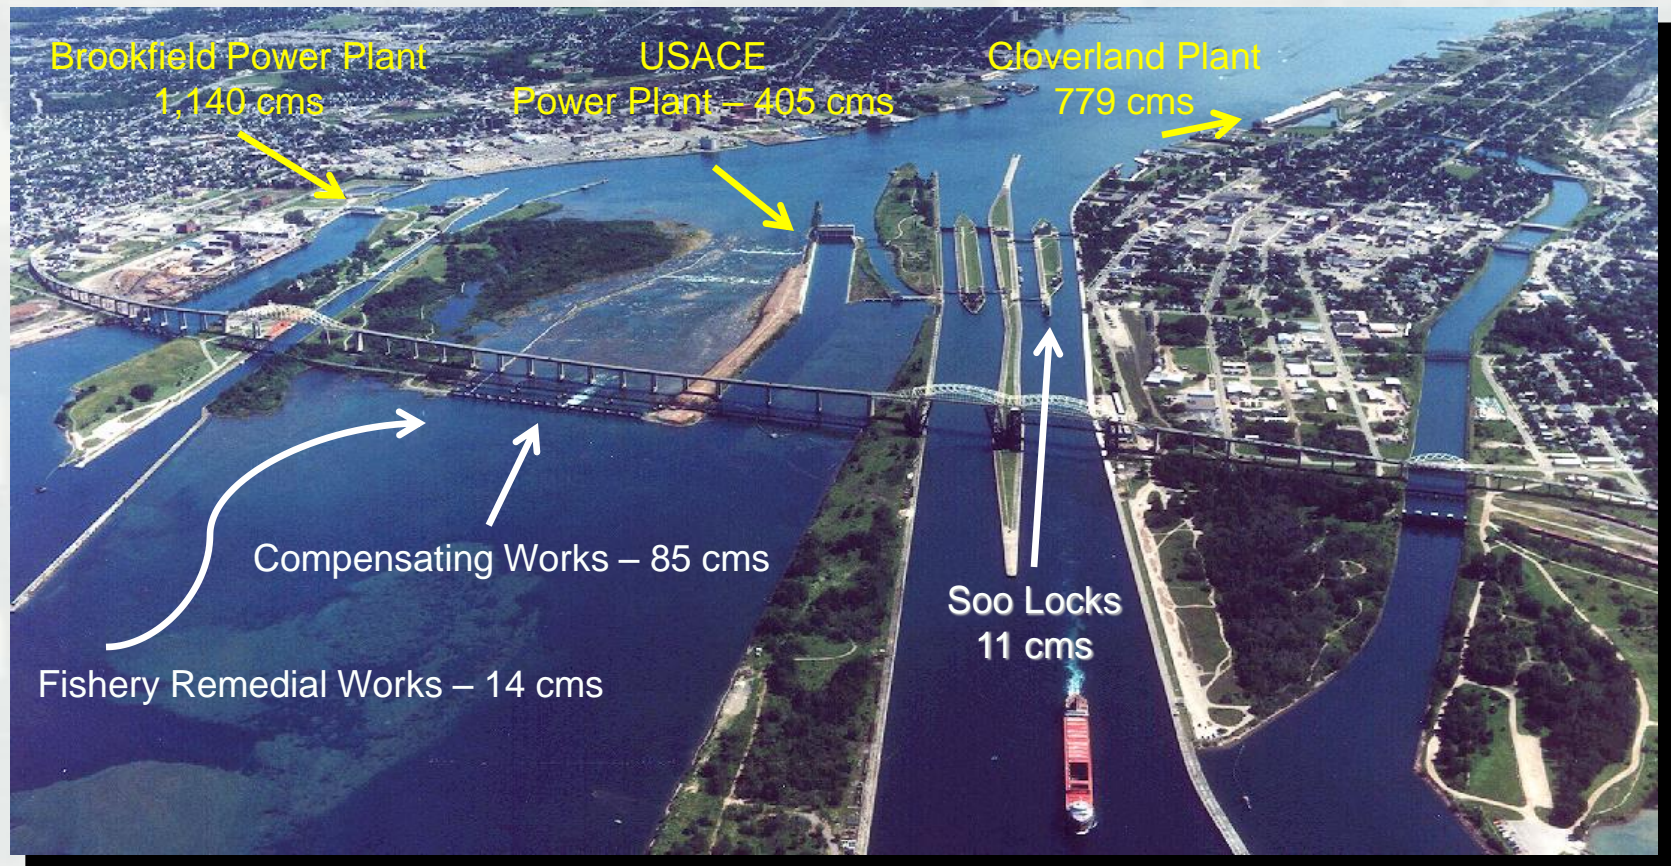 Brookfield Power Plant
1,140 cms
USACE
Power Plant – 405 cms
Cloverland Plant
779 cms
Compensating Works – 85 cms
Soo Locks
11 cms
Fishery Remedial Works – 14 cms